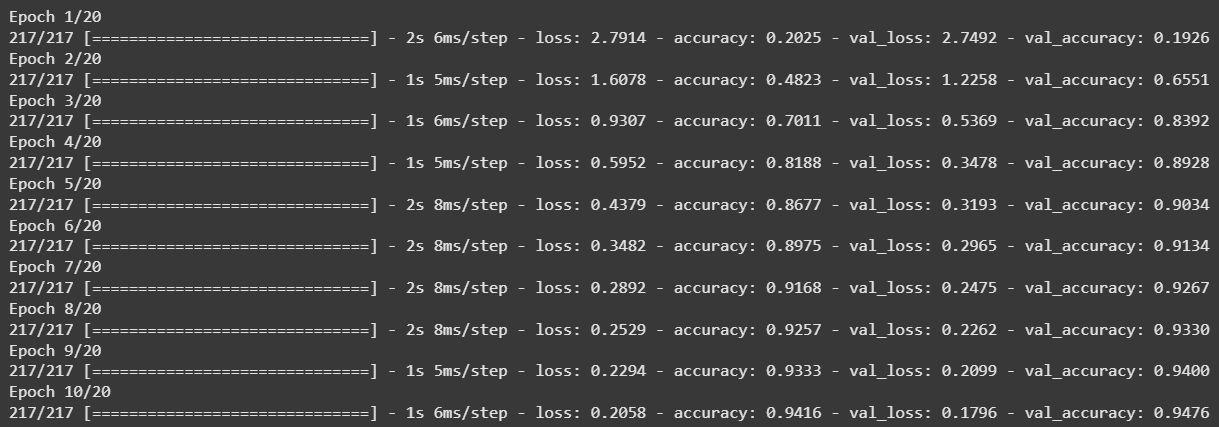 Epoch 1/20
217/217 [==============================] - 2s 6ms/step - loss: 2.7914 - accuracy: 0.2025 - val_loss: 2.7492 - val_accuracy: 0.1926
Epoch 2/20
217/217 [==============================] - 1s 5ms/step - loss: 1.6078 - accuracy: 0.4823 - val_loss: 1.2258 - val_accuracy: 0.6551
Epoch 3/20
217/217 [==============================] - 1s 6ms/step - loss: 0.9307 - accuracy: 0.7011 - val_loss: 0.5369 - val_accuracy: 0.8392
Epoch 4/20
217/217 [==============================] - 1s 5ms/step - loss: 0.5952 - accuracy: 0.8188 - val_loss: 0.3478 - val_accuracy: 0.8928
Epoch 5/20
217/217 [==============================] - 2s 8ms/step - loss: 0.4379 - accuracy: 0.8677 - val_loss: 0.3193 - val_accuracy: 0.9034
Epoch 6/20
217/217 [==============================] - 2s 8ms/step - loss: 0.3482 - accuracy: 0.8975 - val_loss: 0.2965 - val_accuracy: 0.9134
Epoch 7/20
217/217 [==============================] - 2s 8ms/step - loss: 0.2892 - accuracy: 0.9168 - val_loss: 0.2475 - val_accuracy: 0.9267
Epoch 8/20
217/217 [==============================] - 2s 8ms/step - loss: 0.2529 - accuracy: 0.9257 - val_loss: 0.2262 - val_accuracy: 0.9330
Epoch 9/20
217/217 [==============================] - 1s 5ms/step - loss: 0.2294 - accuracy: 0.9333 - val_loss: 0.2099 - val_accuracy: 0.9400
Epoch 10/20
217/217 [==============================] - 1s 6ms/step - loss: 0.2058 - accuracy: 0.9416 - val_loss: 0.1796 - val_accuracy: 0.9476